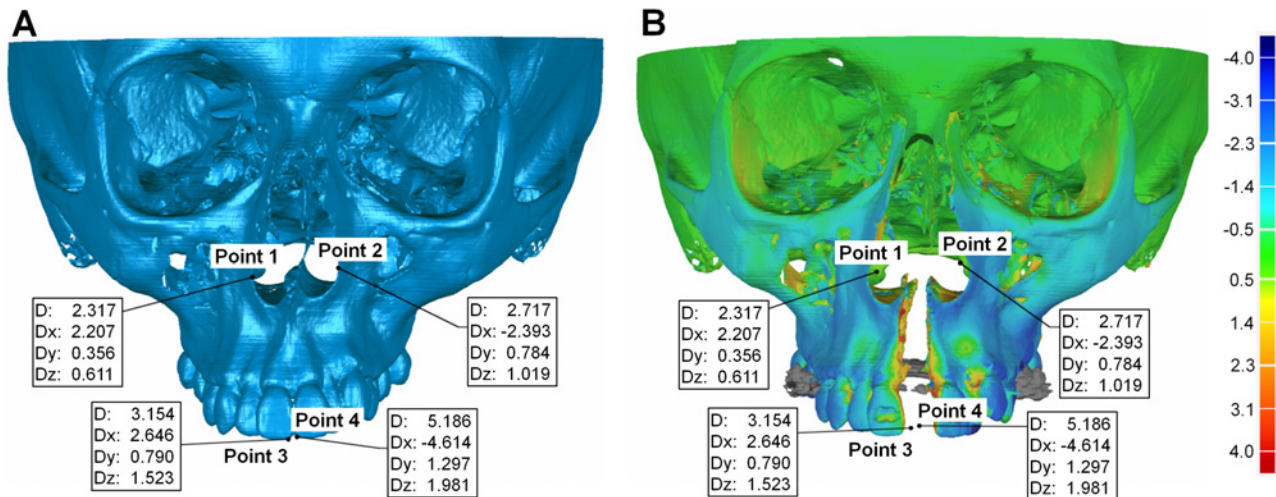 A
Point 1
Point 2
D: 2.317
Dx: 2.207
Dy: 0.356
Dz: 0.611
D: 2.717
Dx: -2.393
Dy: 0.784
Dz: 1.019
D: 3.154
Dx: 2.646
Dy: 0.790
Dz: 1.523
Point 4
Point 3
D: 5.186
Dx: -4.614
Dy: 1.297
Dz: 1.981
B
Point 1
Point 2
D: 2.317
Dx: 2.207
Dy: 0.356
Dz: 0.611
D: 2.717
Dx: -2.393
Dy: 0.784
Dz: 1.019
D: 3.154
Dx: 2.646
Dy: 0.790
Dz: 1.523
Point 4
Point 3
D: 5.186
Dx: -4.614
Dy: 1.297
Dz: 1.981
-4.0
-3.1
-2.3
-1.4
-0.5
0.5
1.4
2.3
3.1
4.0